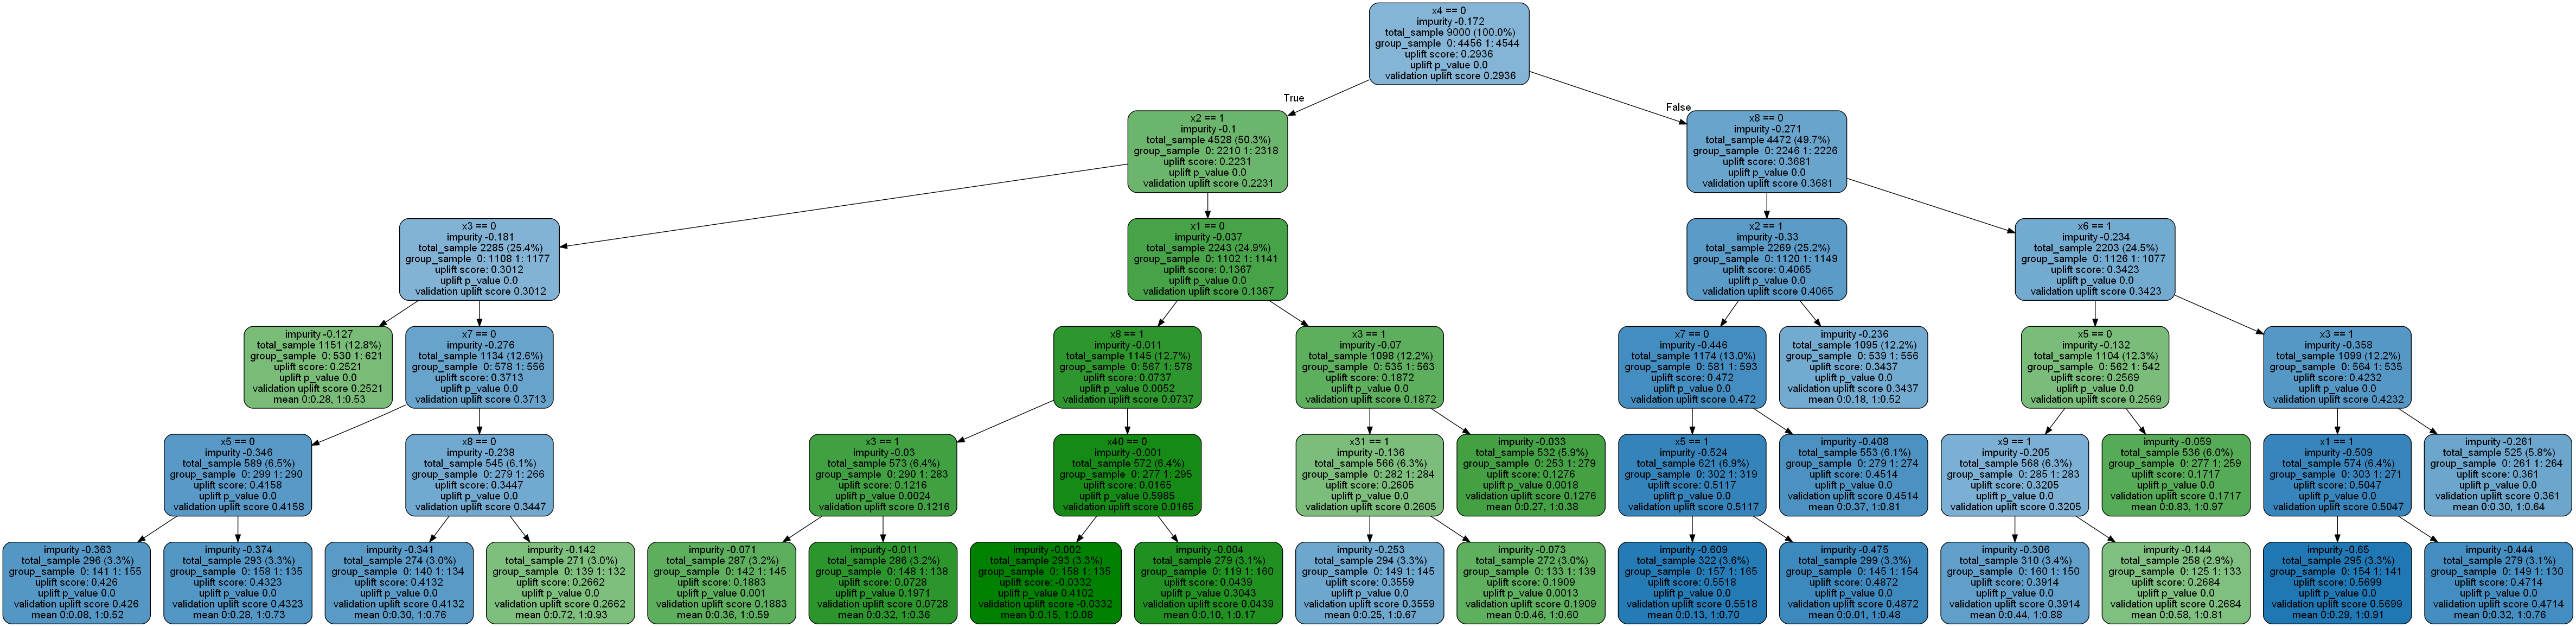 x4 == 0
impurity -0.172
total_sample 9000 (100.0%)
group_sample 0: 4456 1: 4544
uplift score: 0.2936
uplift p_value 0.0
validation uplift score 0.2936
True
False
x2 == 1
impurity -0.1
total_sample 4528 (50.3%)
group_sample 0: 2210 1: 2318
uplift score: 0.2231
uplift p_value 0.0
validation uplift score 0.2231
x8 == 0
impurity -0.271
total_sample 4472 (49.7%)
group_sample 0: 2246 1: 2226
uplift score: 0.3681
uplift p_value 0.0
validation uplift score 0.3681
x3 == 0
impurity -0.181
total_sample 2285 (25.4%)
group_sample 0: 1108 1: 1177
uplift score: 0.3012
uplift p_value 0.0
validation uplift score 0.3012
x1 == 0
impurity -0.037
total_sample 2243 (24.9%)
group_sample 0: 1102 1: 1141
uplift score: 0.1367
uplift p_value 0.0
validation uplift score 0.1367
x2 == 1
impurity -0.33
total_sample 2269 (25.2%)
group_sample 0: 1120 1: 1149
uplift score: 0.4065
uplift p_value 0.0
validation uplift score 0.4065
x6 == 1
impurity -0.234
total_sample 2203 (24.5%)
group_sample 0: 1126 1: 1077
uplift score: 0.3423
uplift p_value 0.0
validation uplift score 0.3423
impurity -0.127
total_sample 1151 (12.8%)
group_sample 0: 530 1: 621
uplift score: 0.2521
uplift p_value 0.0
validation uplift score 0.2521
mean 0:0.28, 1:0.53
x7 == 0
impurity -0.276
total_sample 1134 (12.6%)
group_sample 0: 578 1: 556
uplift score: 0.3713
uplift p_value 0.0
validation uplift score 0.3713
x8 == 1
impurity -0.011
total_sample 1145 (12.7%)
group_sample 0: 567 1: 578
uplift score: 0.0737
uplift p_value 0.0052
validation uplift score 0.0737
x3 == 1
impurity -0.07
total_sample 1098 (12.2%)
group_sample 0: 535 1: 563
uplift score: 0.1872
uplift p_value 0.0
validation uplift score 0.1872
x7 == 0
impurity -0.446
total_sample 1174 (13.0%)
group_sample 0: 581 1: 593
uplift score: 0.472
uplift p_value 0.0
validation uplift score 0.472
impurity -0.236
total_sample 1095 (12.2%)
group_sample 0: 539 1: 556
uplift score: 0.3437
uplift p_value 0.0
validation uplift score 0.3437
mean 0:0.18, 1:0.52
x5 == 0
impurity -0.132
total_sample 1104 (12.3%)
group_sample 0: 562 1: 542
uplift score: 0.2569
uplift p_value 0.0
validation uplift score 0.2569
x3 == 1
impurity -0.358
total_sample 1099 (12.2%)
group_sample 0: 564 1: 535
uplift score: 0.4232
uplift p_value 0.0
validation uplift score 0.4232
x5 == 0
impurity -0.346
total_sample 589 (6.5%)
group_sample 0: 299 1: 290
uplift score: 0.4158
uplift p_value 0.0
validation uplift score 0.4158
x8 == 0
impurity -0.238
total_sample 545 (6.1%)
group_sample 0: 279 1: 266
uplift score: 0.3447
uplift p_value 0.0
validation uplift score 0.3447
x3 == 1
impurity -0.03
total_sample 573 (6.4%)
group_sample 0: 290 1: 283
uplift score: 0.1216
uplift p_value 0.0024
validation uplift score 0.1216
x40 == 0
impurity -0.001
total_sample 572 (6.4%)
group_sample 0: 277 1: 295
uplift score: 0.0165
uplift p_value 0.5985
validation uplift score 0.0165
x31 == 1
impurity -0.136
total_sample 566 (6.3%)
group_sample 0: 282 1: 284
uplift score: 0.2605
uplift p_value 0.0
validation uplift score 0.2605
impurity -0.033
total_sample 532 (5.9%)
group_sample 0: 253 1: 279
uplift score: 0.1276
uplift p_value 0.0018
validation uplift score 0.1276
mean 0:0.27, 1:0.38
x5 == 1
impurity -0.524
total_sample 621 (6.9%)
group_sample 0: 302 1: 319
uplift score: 0.5117
uplift p_value 0.0
validation uplift score 0.5117
impurity -0.408
total_sample 553 (6.1%)
group_sample 0: 279 1: 274
uplift score: 0.4514
uplift p_value 0.0
validation uplift score 0.4514
mean 0:0.37, 1:0.81
x9 == 1
impurity -0.205
total_sample 568 (6.3%)
group_sample 0: 285 1: 283
uplift score: 0.3205
uplift p_value 0.0
validation uplift score 0.3205
impurity -0.059
total_sample 536 (6.0%)
group_sample 0: 277 1: 259
uplift score: 0.1717
uplift p_value 0.0
validation uplift score 0.1717
mean 0:0.83, 1:0.97
x1 == 1
impurity -0.509
total_sample 574 (6.4%)
group_sample 0: 303 1: 271
uplift score: 0.5047
uplift p_value 0.0
validation uplift score 0.5047
impurity -0.261
total_sample 525 (5.8%)
group_sample 0: 261 1: 264
uplift score: 0.361
uplift p_value 0.0
validation uplift score 0.361
mean 0:0.30, 1:0.64
impurity -0.363
total_sample 296 (3.3%)
group_sample 0: 141 1: 155
uplift score: 0.426
uplift p_value 0.0
validation uplift score 0.426
mean 0:0.08, 1:0.52
impurity -0.374
total_sample 293 (3.3%)
group_sample 0: 158 1: 135
uplift score: 0.4323
uplift p_value 0.0
validation uplift score 0.4323
mean 0:0.28, 1:0.73
impurity -0.341
total_sample 274 (3.0%)
group_sample 0: 140 1: 134
uplift score: 0.4132
uplift p_value 0.0
validation uplift score 0.4132
mean 0:0.30, 1:0.76
impurity -0.142
total_sample 271 (3.0%)
group_sample 0: 139 1: 132
uplift score: 0.2662
uplift p_value 0.0
validation uplift score 0.2662
mean 0:0.72, 1:0.93
impurity -0.071
total_sample 287 (3.2%)
group_sample 0: 142 1: 145
uplift score: 0.1883
uplift p_value 0.001
validation uplift score 0.1883
mean 0:0.36, 1:0.59
impurity -0.011
total_sample 286 (3.2%)
group_sample 0: 148 1: 138
uplift score: 0.0728
uplift p_value 0.1971
validation uplift score 0.0728
mean 0:0.32, 1:0.36
impurity -0.002
total_sample 293 (3.3%)
group_sample 0: 158 1: 135
uplift score: -0.0332
uplift p_value 0.4102
validation uplift score -0.0332
mean 0:0.15, 1:0.08
impurity -0.004
total_sample 279 (3.1%)
group_sample 0: 119 1: 160
uplift score: 0.0439
uplift p_value 0.3043
validation uplift score 0.0439
mean 0:0.10, 1:0.17
impurity -0.253
total_sample 294 (3.3%)
group_sample 0: 149 1: 145
uplift score: 0.3559
uplift p_value 0.0
validation uplift score 0.3559
mean 0:0.25, 1:0.67
impurity -0.073
total_sample 272 (3.0%)
group_sample 0: 133 1: 139
uplift score: 0.1909
uplift p_value 0.0013
validation uplift score 0.1909
mean 0:0.46, 1:0.60
impurity -0.609
total_sample 322 (3.6%)
group_sample 0: 157 1: 165
uplift score: 0.5518
uplift p_value 0.0
validation uplift score 0.5518
mean 0:0.13, 1:0.70
impurity -0.475
total_sample 299 (3.3%)
group_sample 0: 145 1: 154
uplift score: 0.4872
uplift p_value 0.0
validation uplift score 0.4872
mean 0:0.01, 1:0.48
impurity -0.306
total_sample 310 (3.4%)
group_sample 0: 160 1: 150
uplift score: 0.3914
uplift p_value 0.0
validation uplift score 0.3914
mean 0:0.44, 1:0.88
impurity -0.144
total_sample 258 (2.9%)
group_sample 0: 125 1: 133
uplift score: 0.2684
uplift p_value 0.0
validation uplift score 0.2684
mean 0:0.58, 1:0.81
impurity -0.65
total_sample 295 (3.3%)
group_sample 0: 154 1: 141
uplift score: 0.5699
uplift p_value 0.0
validation uplift score 0.5699
mean 0:0.29, 1:0.91
impurity -0.444
total_sample 279 (3.1%)
group_sample 0: 149 1: 130
uplift score: 0.4714
uplift p_value 0.0
validation uplift score 0.4714
mean 0:0.32, 1:0.76